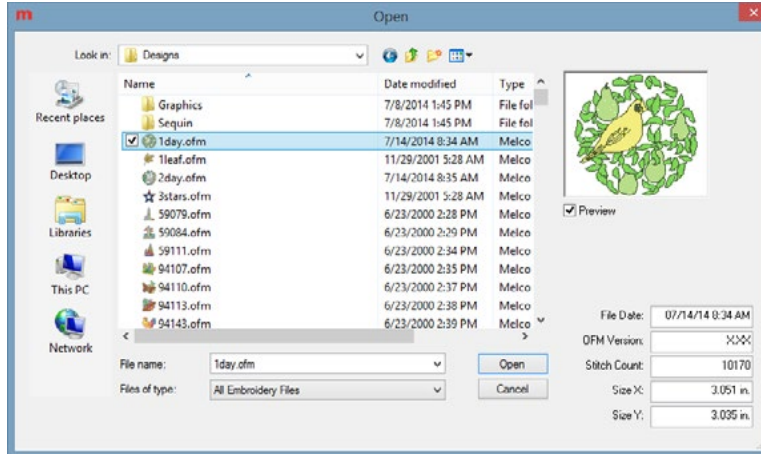 m Open
Look in: Designs
Recent places
Desktop
Libraries
This PC
Network
Name Date modified Type
Graphics 7/8/2014 1:45 PM File fol
Sequin 7/8/2014 1:45 PM File fol
1day.ofm 7/14/2014 8:34 AM Melco
1leaf.ofm 11/29/2001 5:28 AM Melco
2day.ofm 7/14/2014 8:35 AM Melco
3stars.ofm 11/29/2001 5:28 AM Melco
59079.ofm 6/23/2000 2:28 PM Melco
59084.ofm 6/23/2000 2:29 PM Melco
59111.ofm 6/23/2000 2:34 PM Melco
94107.ofm 6/23/2000 2:35 PM Melco
94110.ofm 6/23/2000 2:37 PM Melco
94113.ofm 6/23/2000 2:38 PM Melco
94143.ofm 6/23/2000 2:39 PM Melco
File name: 1day.ofm Open
Files of type: All Embroidery Files Cancel
Preview
File Date: 07/14/14 8:34 AM
OFM Version: XXX
Stitch Count: 10170
Size X: 3.051 in.
Size Y: 3.035 in.